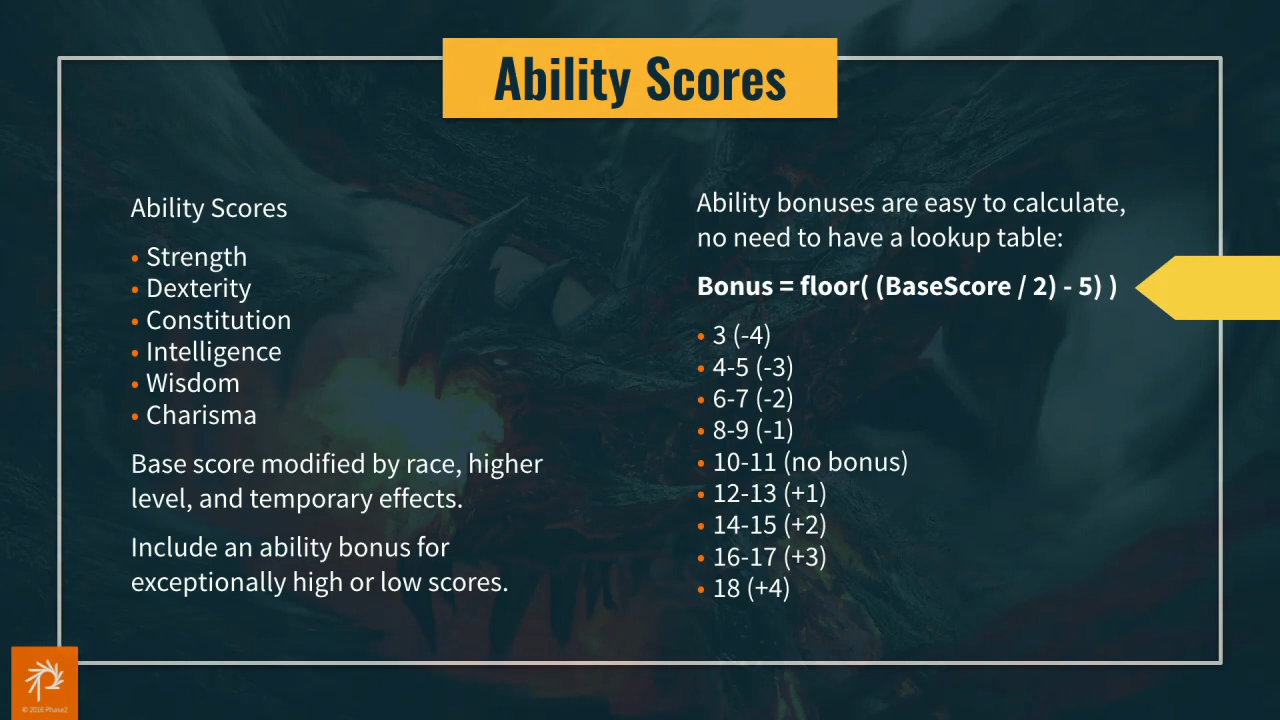 Ability Scores
Ability Scores
• Strength
• Dexterity
• Constitution
• Intelligence
• Wisdom
• Charisma
Base score modified by race, higher
level, and temporary effects.
Include an ability bonus for
exceptionally high or low scores.
Ability bonuses are easy to calculate,
no need to have a lookup table:
Bonus = floor( (BaseScore / 2) - 5) )
• 3 (-4)
• 4-5 (-3)
• 6-7 (-2)
• 8-9 (-1)
• 10-11 (no bonus)
• 12-13 (+1)
• 14-15 (+2)
• 16-17 (+3)
• 18 (+4)
© 2016 Phase2